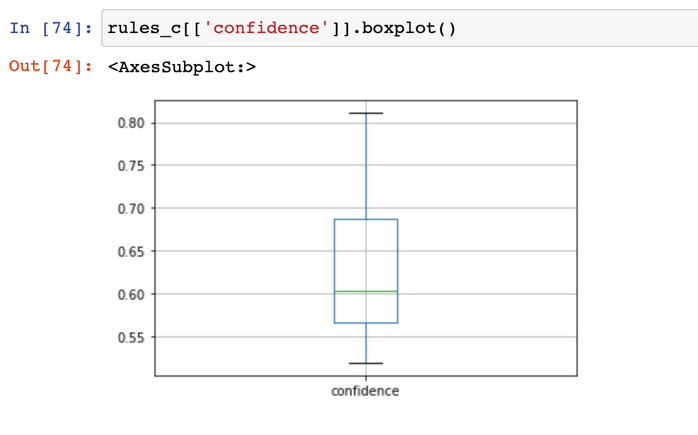 In [74]: rules_c[['confidence']].boxplot()
Out[74]: <AxesSubplot:>
0.80
0.75
0.70
0.65
0.60
0.55
confidence